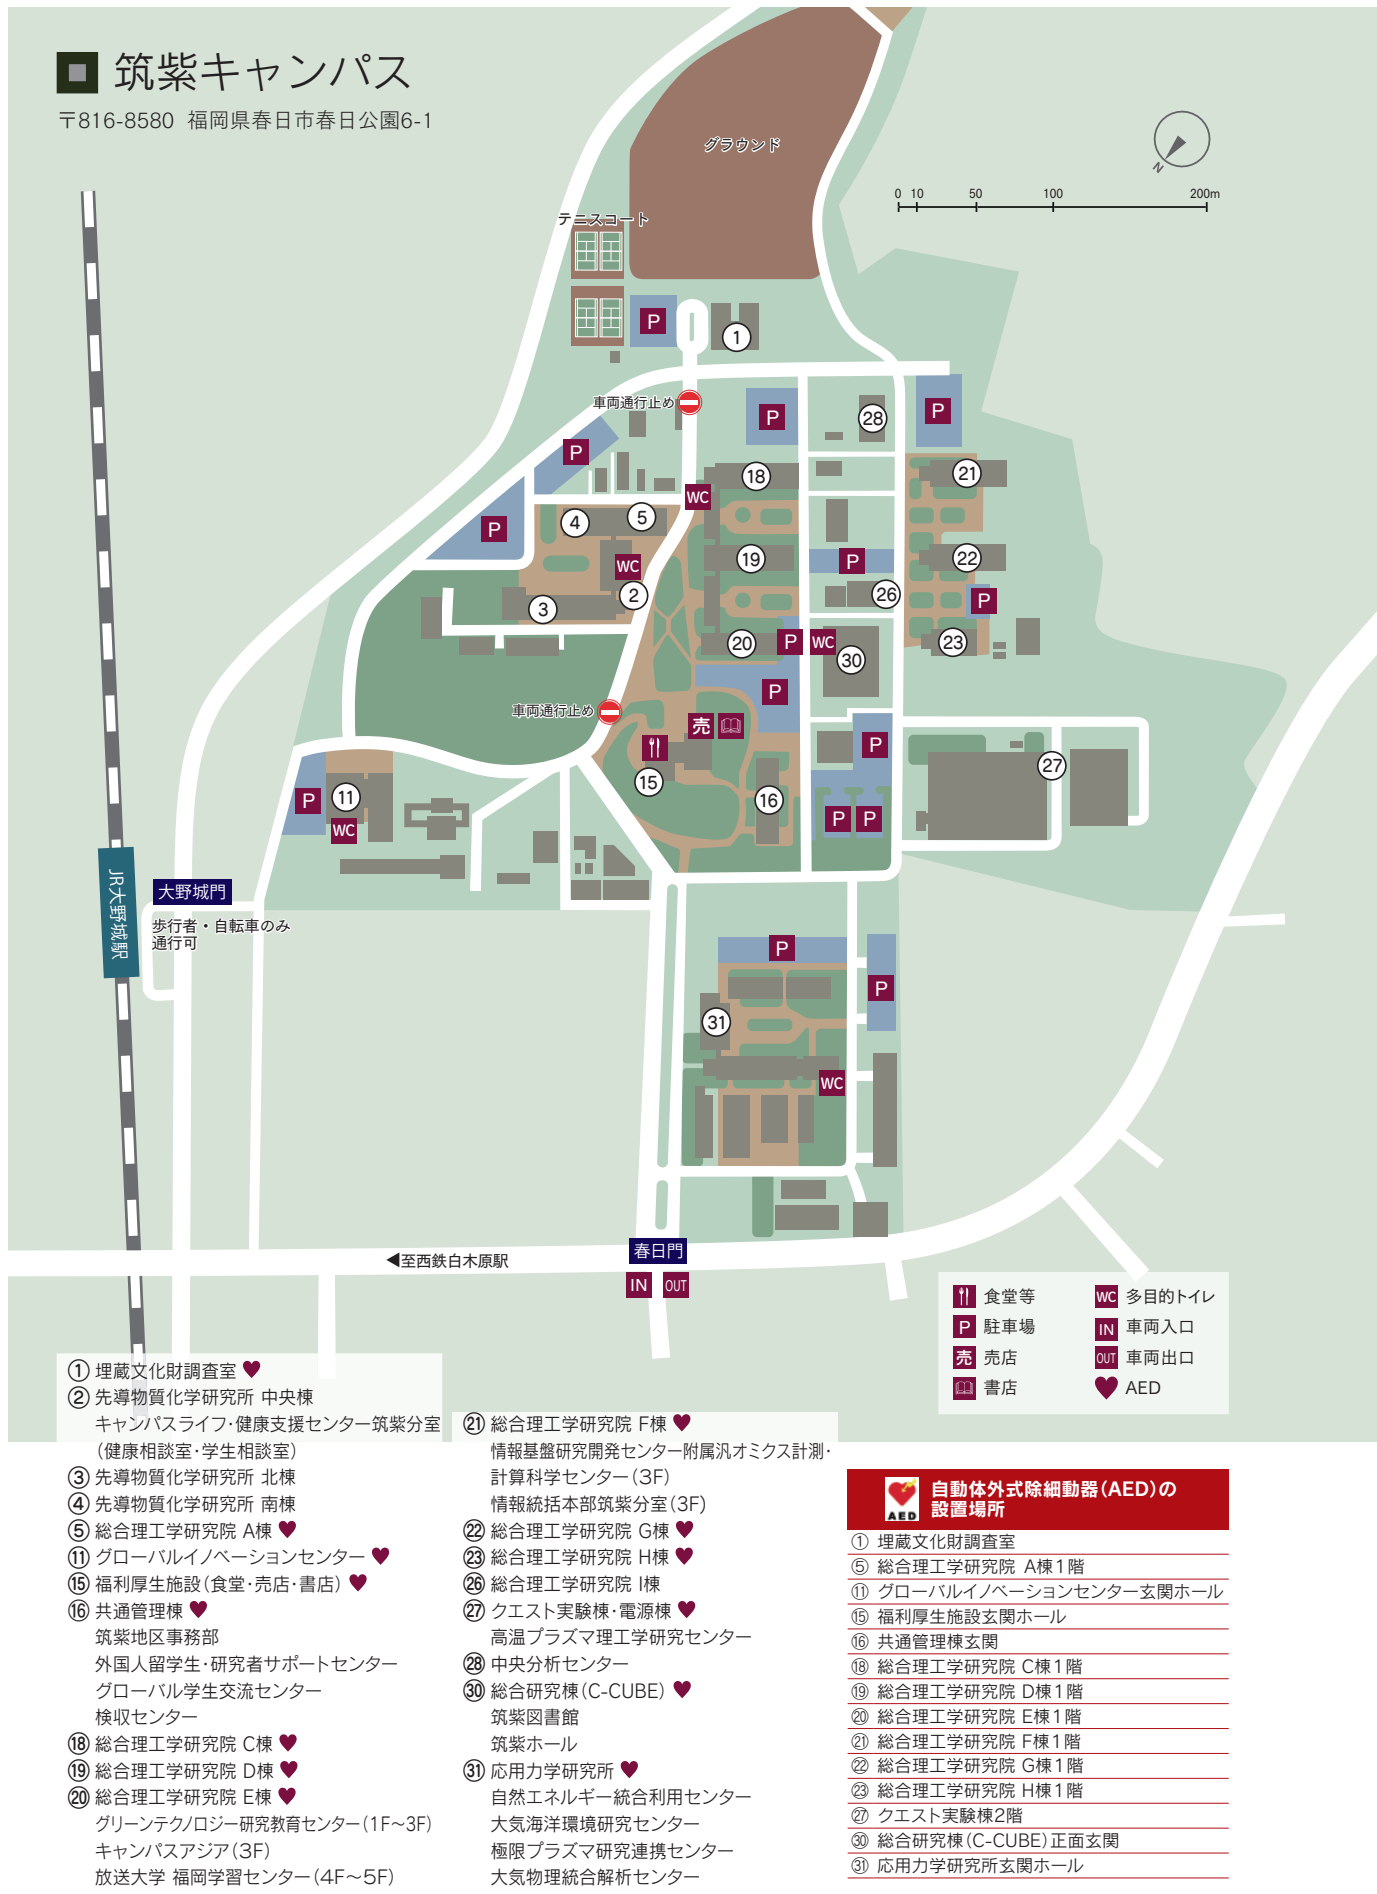 筑紫キャンパス
〒816-8580 福岡県春日市春日公園6-1
グラウンド
N
0 10 50 100 200m
テニスコート
P
1
車両通行止め
P
28
P
P
18
21
WC
5
4
P
19
22
P
WC
2
26
P
3
20
P
WC
23
30
P
車両通行止め
売
P
15
27
16
P
11
P
P
WC
JR大野城駅
大野城門
歩行者・自転車のみ
通行可
P
P
31
WC
春日門
◀至西鉄白木原駅
IN
OUT
食堂等
P 駐車場
売 売店
書店
WC 多目的トイレ
IN 車両入口
OUT 車両出口
AED
① 埋蔵文化財調査室 ♥
② 先導物質化学研究所 中央棟
キャンパスライフ・健康支援センター筑紫分室
(健康相談室・学生相談室)
③ 先導物質化学研究所 北棟
④ 先導物質化学研究所 南棟
⑤ 総合理工学研究院 A棟 ♥
⑪ グローバルイノベーションセンター ♥
⑮ 福利厚生施設(食堂・売店・書店) ♥
⑯ 共通管理棟 ♥
筑紫地区事務部
外国人留学生・研究者サポートセンター
グローバル学生交流センター
検収センター
⑱ 総合理工学研究院 C棟 ♥
⑲ 総合理工学研究院 D棟 ♥
⑳ 総合理工学研究院 E棟 ♥
グリーンテクノロジー研究教育センター(1F～3F)
キャンパスアジア(3F)
放送大学 福岡学習センター(4F～5F)
㉑ 総合理工学研究院 F棟 ♥
情報基盤研究開発センター附属汎オミクス計測・
計算科学センター(3F)
情報統括本部筑紫分室(3F)
㉒ 総合理工学研究院 G棟 ♥
㉓ 総合理工学研究院 H棟 ♥
㉖ 総合理工学研究院 I棟
㉗ クエスト実験棟・電源棟 ♥
高温プラズマ理工学研究センター
㉘ 中央分析センター
㉚ 総合研究棟(C-CUBE) ♥
筑紫図書館
筑紫ホール
㉛ 応用力学研究所 ♥
自然エネルギー統合利用センター
大気海洋環境研究センター
極限プラズマ研究連携センター
大気物理統合解析センター
AED
自動体外式除細動器(AED)の
設置場所
① 埋蔵文化財調査室
⑤ 総合理工学研究院 A棟1階
⑪ グローバルイノベーションセンター玄関ホール
⑮ 福利厚生施設玄関ホール
⑯ 共通管理棟玄関
⑱ 総合理工学研究院 C棟1階
⑲ 総合理工学研究院 D棟1階
⑳ 総合理工学研究院 E棟1階
㉑ 総合理工学研究院 F棟1階
㉒ 総合理工学研究院 G棟1階
㉓ 総合理工学研究院 H棟1階
㉗ クエスト実験棟2階
㉚ 総合研究棟(C-CUBE)正面玄関
㉛ 応用力学研究所玄関ホール